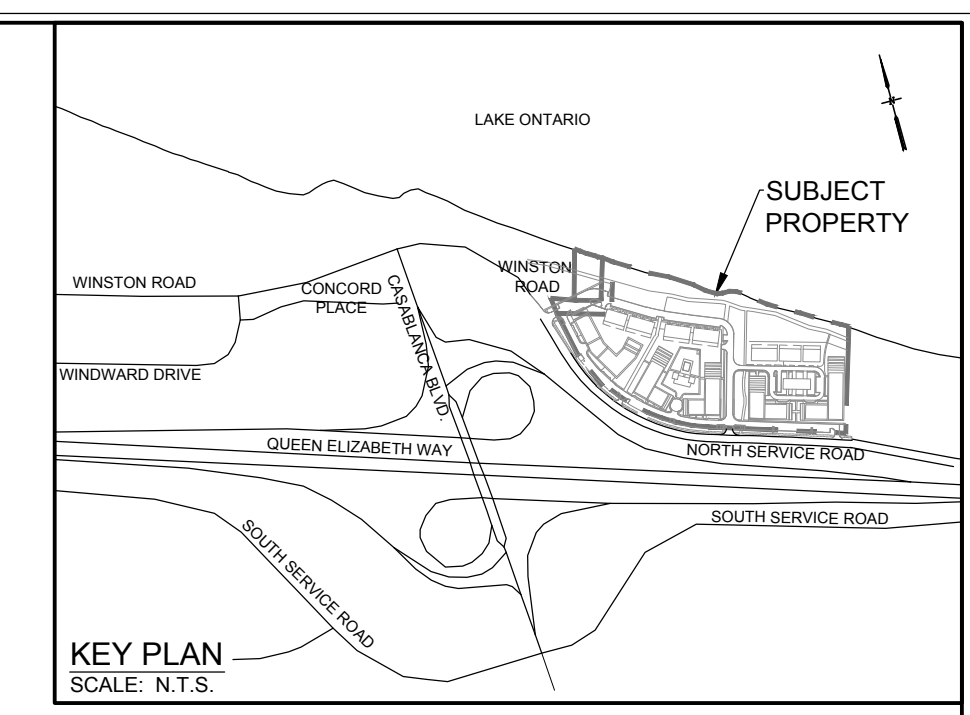 LAKE ONTARIO
SUBJECT
PROPERTY
WINSTON
ROAD
WINSTON ROAD
CONCORD
PLACE
CASABLANCA BLVD.
WINDWARD DRIVE
QUEEN ELIZABETH WAY
NORTH SERVICE ROAD
SOUTH SERVICE ROAD
SOUTH SERVICE ROAD
KEY PLAN
SCALE: N.T.S.